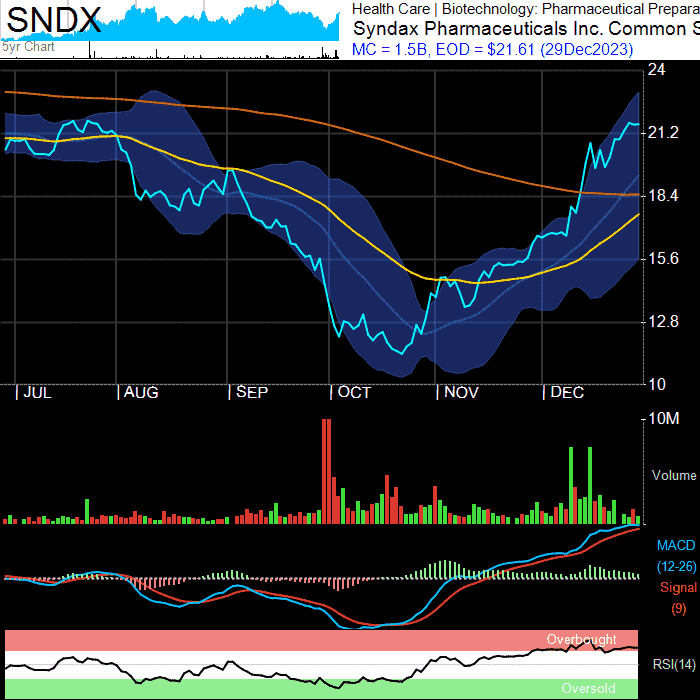 SNDX
5yr Chart
Health Care | Biotechnology: Pharmaceutical Prepara
Syndax Pharmaceuticals Inc. Common S
MC = 1.5B, EOD = $21.61 (29Dec2023)
24
21.2
18.4
15.6
12.8
10
| JUL | AUG | SEP | OCT | NOV | DEC
10M
Volume
MACD
(12-26)
Signal
(9)
Overbought
RSI(14)
Oversold